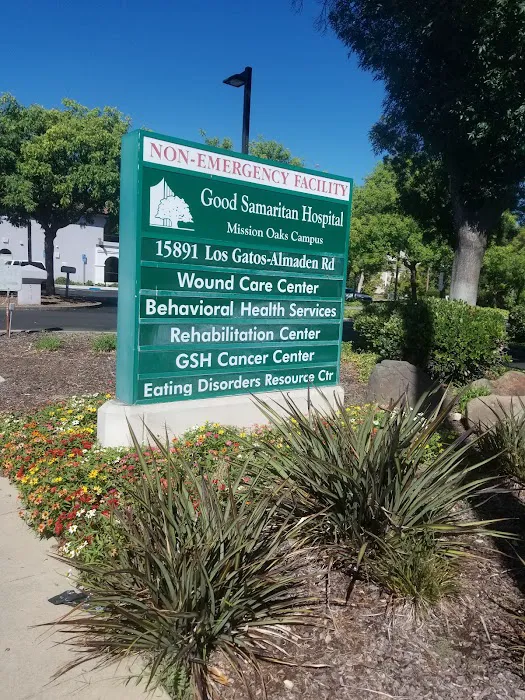 NON-EMERGENCY FACILITY
Good Samaritan Hospital
Mission Oaks Campus
15891 Los Gatos-Almaden Rd
Wound Care Center
Behavioral Health Services
Rehabilitation Center
GSH Cancer Center
Eating Disorders Resource Ctr